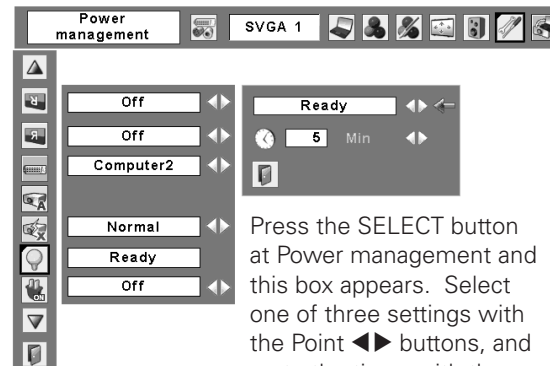 Power
management
SVGA 1
Off
Off
Computer2
Normal
Ready
Off
Ready
5 Min
Press the SELECT button
at Power management and
this box appears. Select
one of three settings with
the Point ◀▶ buttons, and